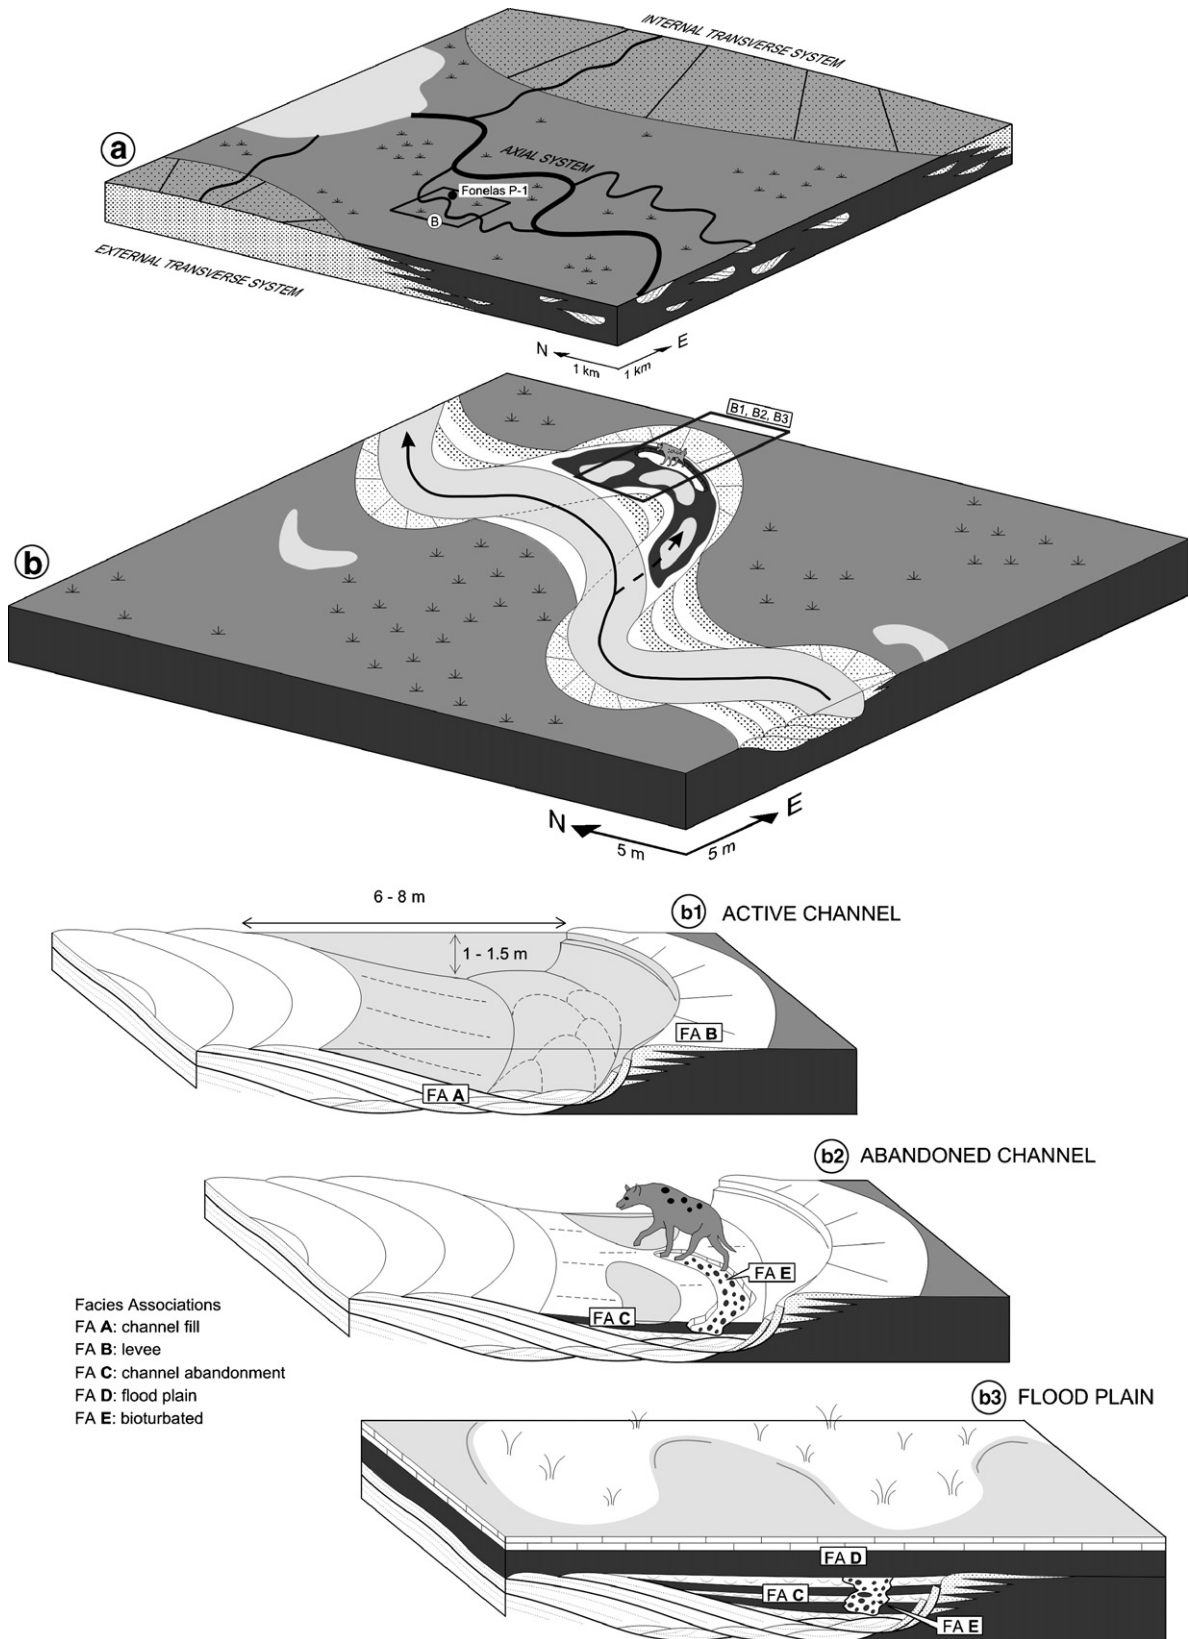 INTERNAL TRANSVERSE SYSTEM
a
AXIAL SYSTEM
Fonelas P-1
B
EXTERNAL TRANSVERSE SYSTEM
N
E
1 km
1 km
B1, B2, B3
b
N
E
5 m
5 m
6 - 8 m
b1 ACTIVE CHANNEL
1 - 1.5 m
FA B
FA A
b2 ABANDONED CHANNEL
FA E
FA C
Facies Associations
FA A: channel fill
FA B: levee
FA C: channel abandonment
FA D: flood plain
FA E: bioturbated
b3 FLOOD PLAIN
FA D
FA C
FA E